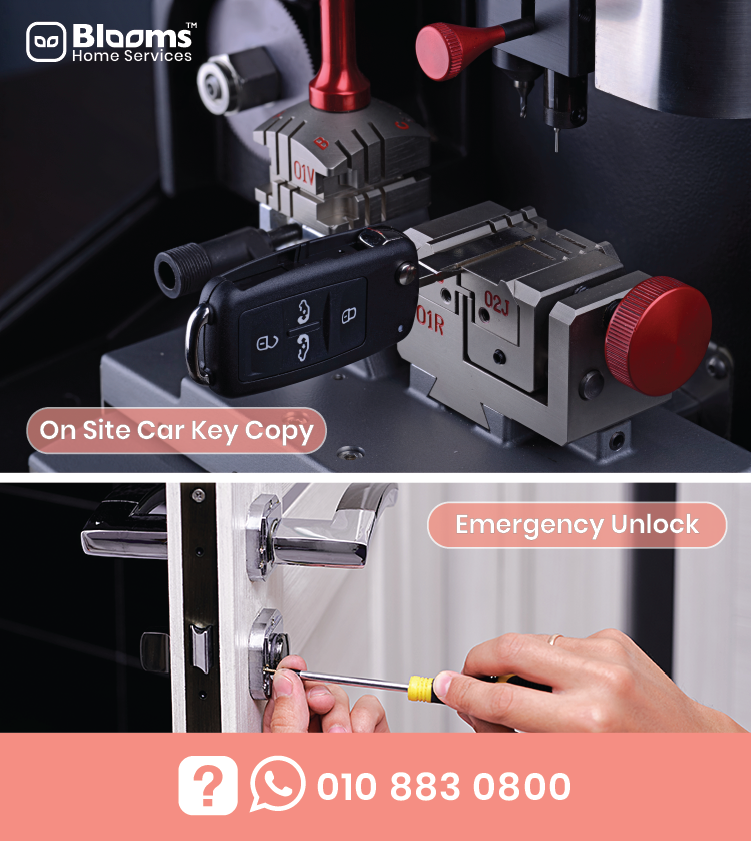 Blooms™
Home Services
B
C
01V
02J
01R
On Site Car Key Copy
Emergency Unlock
? 010 883 0800